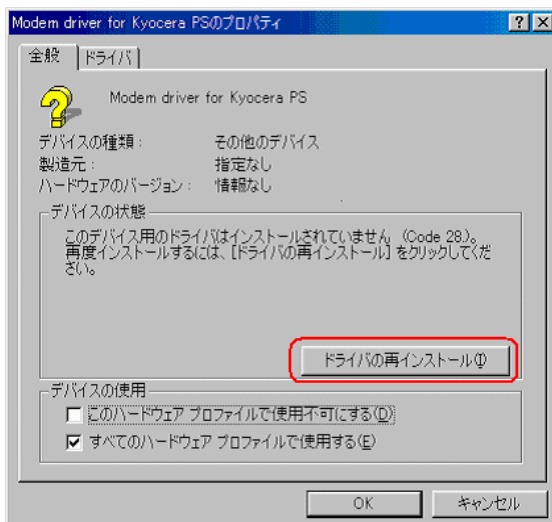 Modem driver for Kyocera PSのプロパティ
全般
ドライバ
Modem driver for Kyocera PS
デバイスの種類: その他のデバイス
製造元: 指定なし
ハードウェアのバージョン: 情報なし
デバイスの状態
このデバイス用のドライバはインストールされていません (Code 28.)。
再度インストールするには、[ドライバの再インストール] をクリックしてくだ
さい。
ドライバの再インストール(I)
デバイスの使用
このハードウェア プロファイルで使用不可にする(D)
すべてのハードウェア プロファイルで使用する(E)
OK
キャンセル